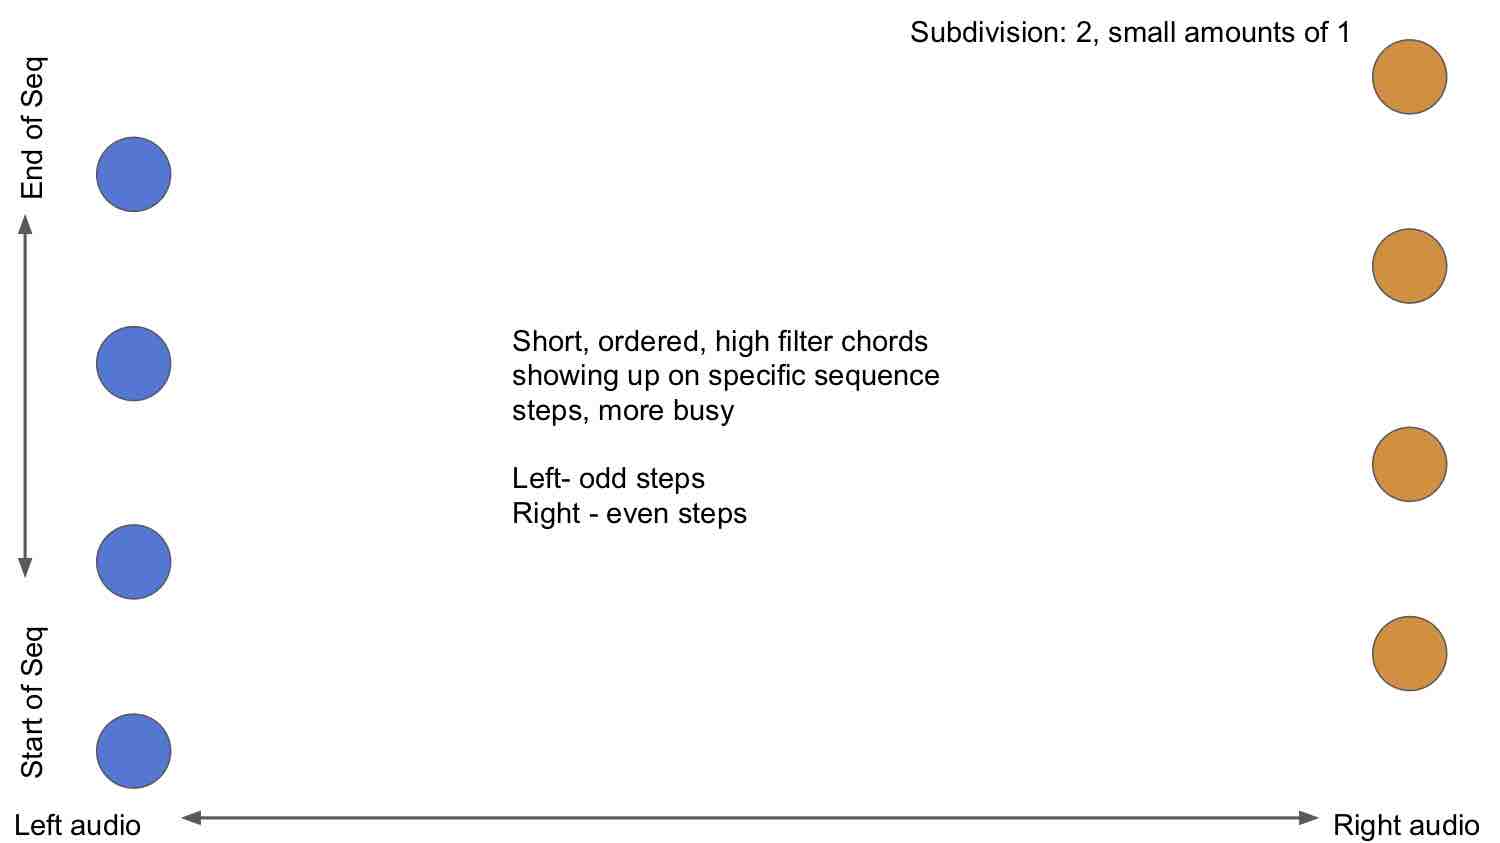 Subdivision: 2, small amounts of 1
End of Seq
Short, ordered, high filter chords
showing up on specific sequence
steps, more busy
Left- odd steps
Right - even steps
Start of Seq
Left audio
Right audio